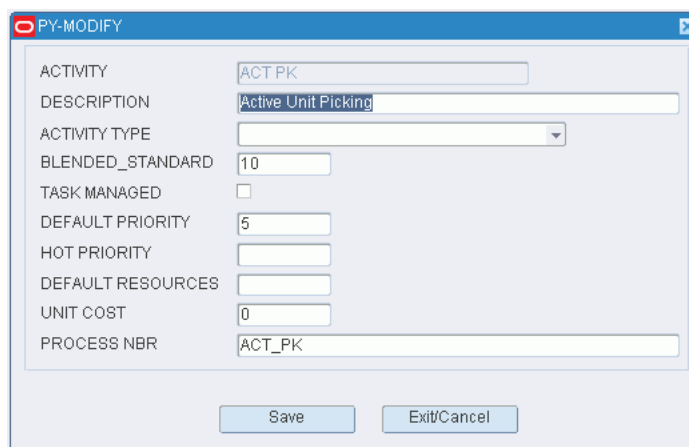 PY-MODIFY
ACTIVITY ACT PK
DESCRIPTION Active Unit Picking
ACTIVITY TYPE
BLENDED_STANDARD 10
TASK MANAGED
DEFAULT PRIORITY 5
HOT PRIORITY
DEFAULT RESOURCES
UNIT COST 0
PROCESS NBR ACT_PK
Save Exit/Cancel